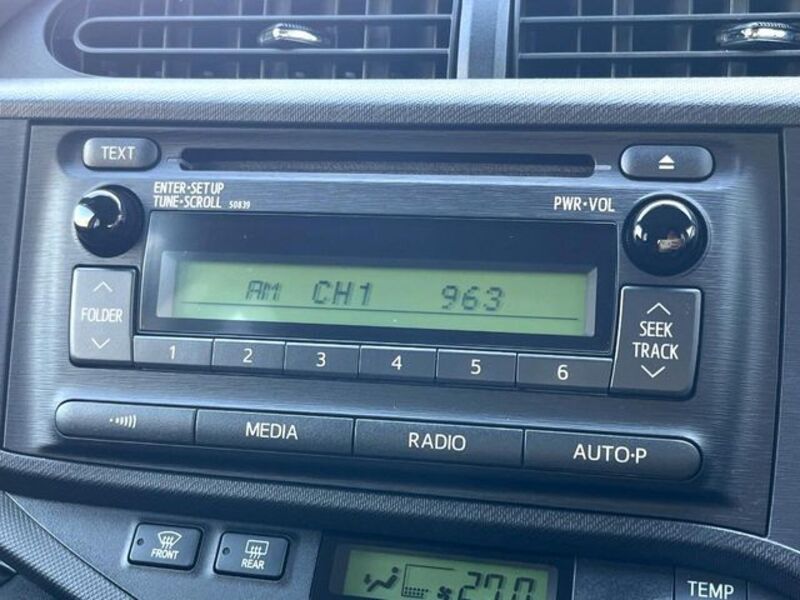 TEXT
ENTER•SETUP
TUNE•SCROLL 50839
PWR•VOL
AM CH1 963
FOLDER
SEEK
TRACK
1 2 3 4 5 6
MEDIA RADIO AUTO•P
FRONT REAR
27.0
TEMP